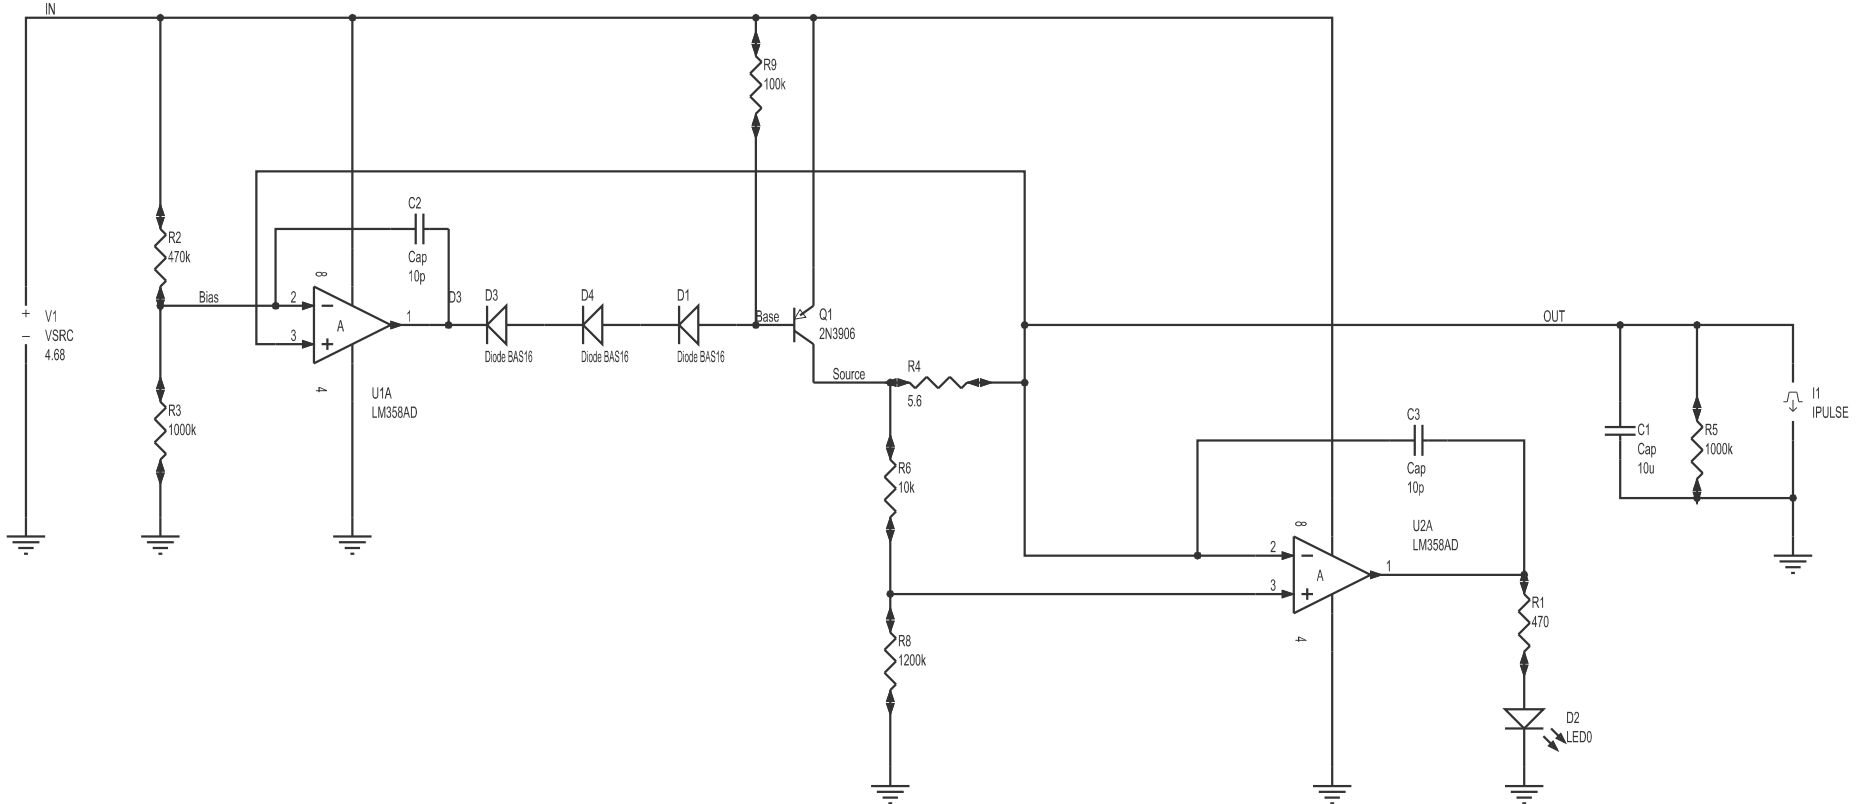 IN
R9
100k
C2
Cap
10p
R2
470k
Bias
8
2
3
A
1
4
D3
D3
Diode BAS16
D4
Diode BAS16
D1
Diode BAS16
Base
Q1
2N3906
OUT
+
−
V1
VSRC
4.68
U1A
LM358AD
Source
R4
5.6
R3
1000k
C3
Cap
10p
C1
Cap
10u
R5
1000k
I1
IPULSE
R6
10k
8
U2A
LM358AD
2
3
A
1
4
R1
470
R8
1200k
D2
LED0